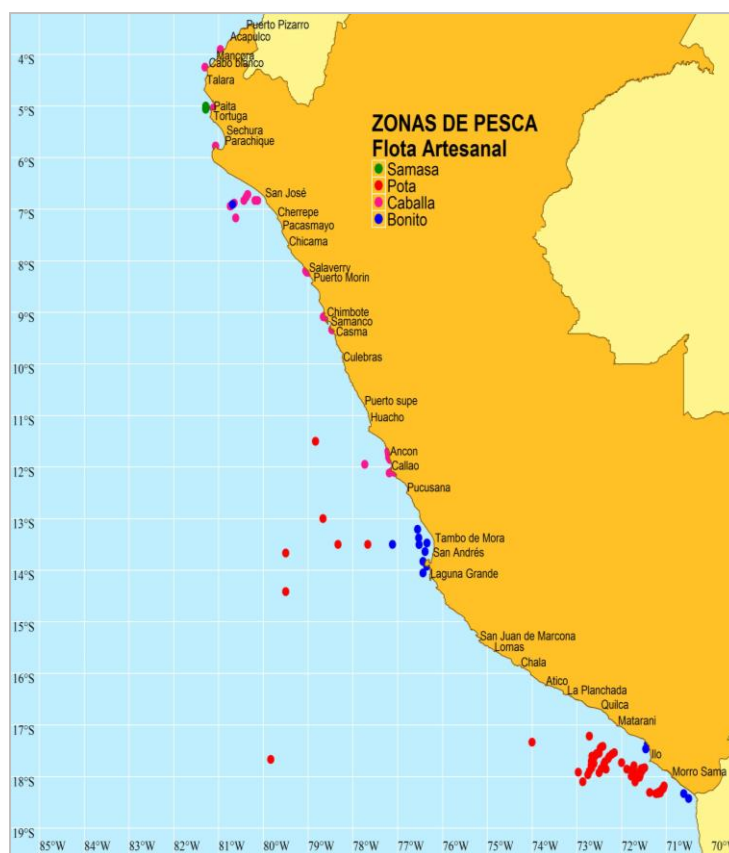 Puerto Pizarro
Acapulco
4°S
Mancora
Cabo blanco
Talara
5°S
Paita
Tortuga
Sechura
Parachique
6°S
ZONAS DE PESCA
Flota Artesanal
Samasa
Pota
Caballa
Bonito
San José
7°S
Cherrepe
Pacasmayo
Chicama
8°S
Salaverry
Puerto Morin
9°S
Chimbote
Samanco
Casma
Culebras
10°S
Puerto supe
11°S
Huacho
Ancon
12°S
Callao
Pucusana
13°S
Tambo de Mora
San Andrés
14°S
Laguna Grande
15°S
San Juan de Marcona
Lomas
Chala
16°S
Atico
La Planchada
Quilca
17°S
Matarani
Ilo
18°S
Morro Sama
19°S
85°W 84°W 83°W 82°W 81°W 80°W 79°W 78°W 77°W 76°W 75°W 74°W 73°W 72°W 71°W 70°W